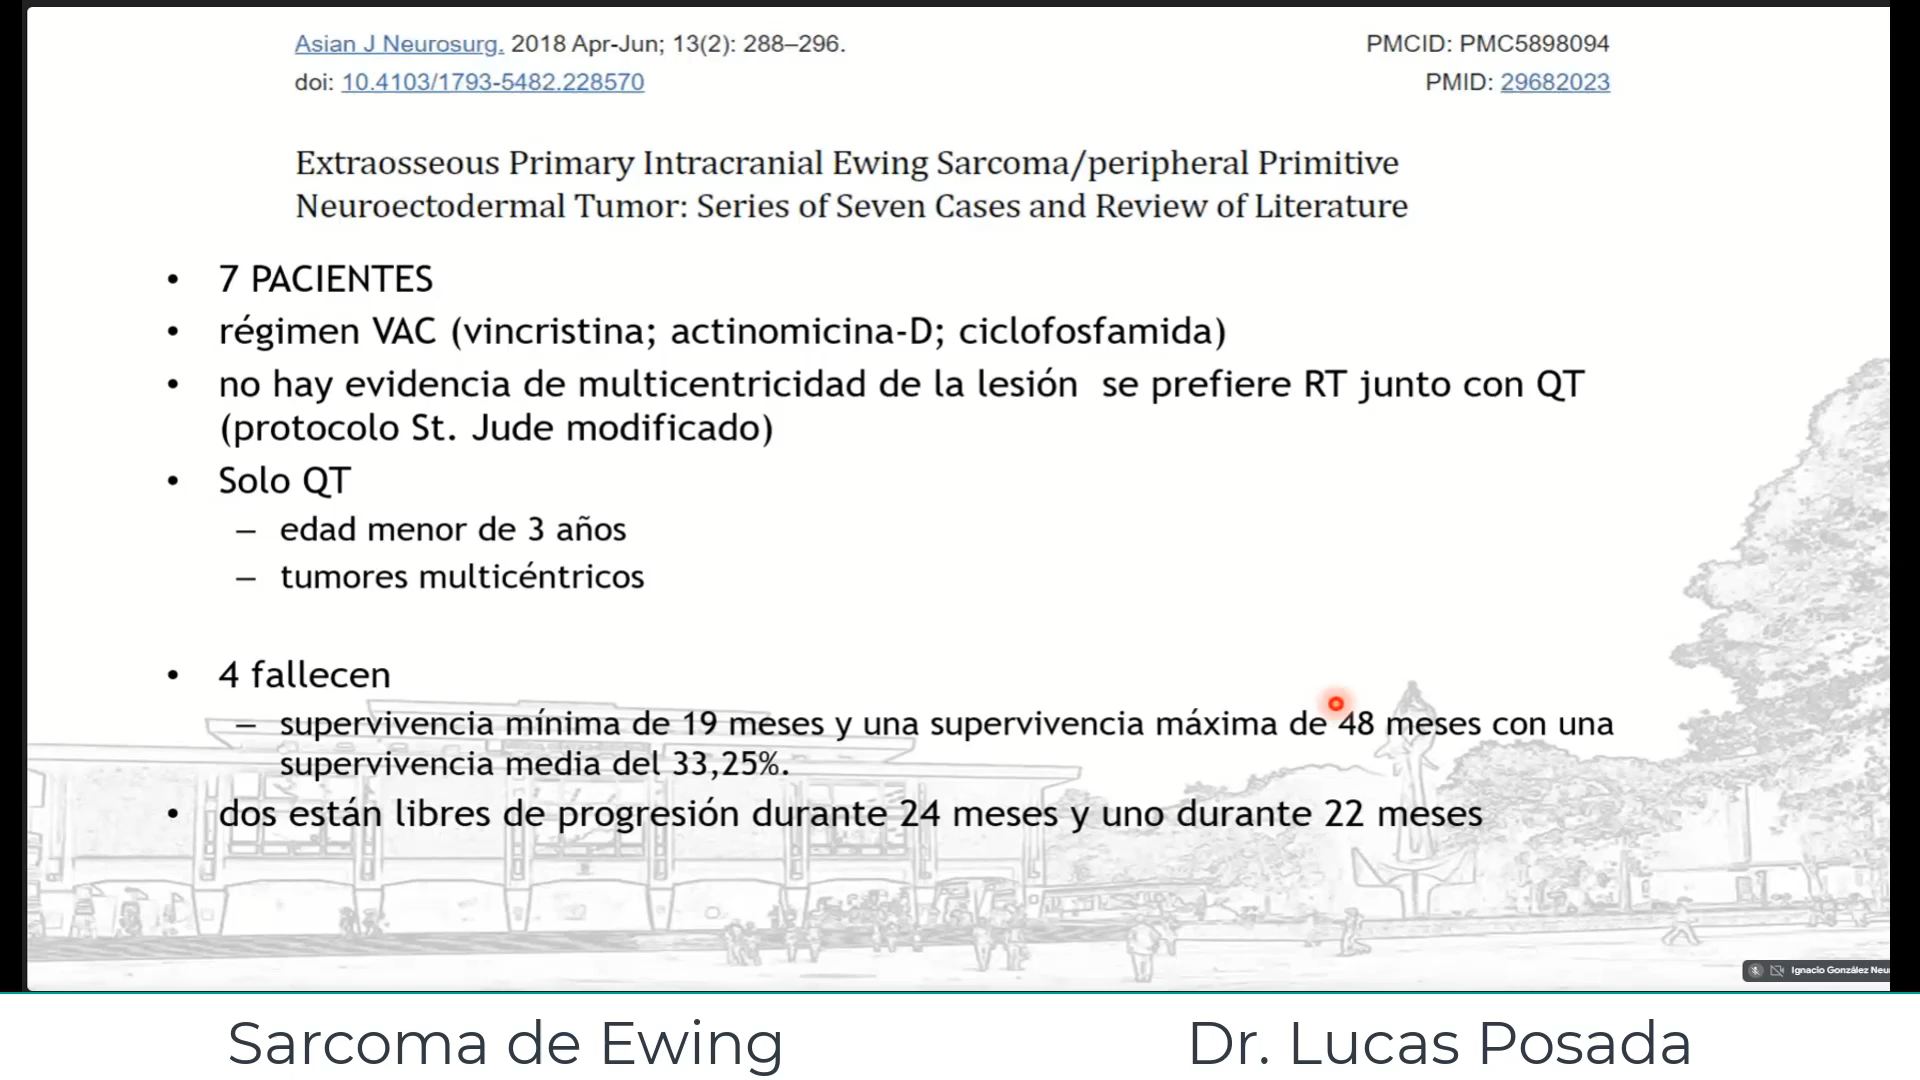 Asian J Neurosurg. 2018 Apr-Jun; 13(2): 288–296.
PMCID: PMC5898094
doi: 10.4103/1793-5482.228570
PMID: 29682023
Extraosseous Primary Intracranial Ewing Sarcoma/peripheral Primitive
Neuroectodermal Tumor: Series of Seven Cases and Review of Literature
• 7 PACIENTES
• régimen VAC (vincristina; actinomicina-D; ciclofosfamida)
• no hay evidencia de multicentricidad de la lesión se prefiere RT junto con QT
(protocolo St. Jude modificado)
• Solo QT
– edad menor de 3 años
– tumores multicéntricos
• 4 fallecen
– supervivencia mínima de 19 meses y una supervivencia máxima de 48 meses con una
supervivencia media del 33,25%.
• dos están libres de progresión durante 24 meses y uno durante 22 meses
Ignacio González Neu
Sarcoma de Ewing
Dr. Lucas Posada